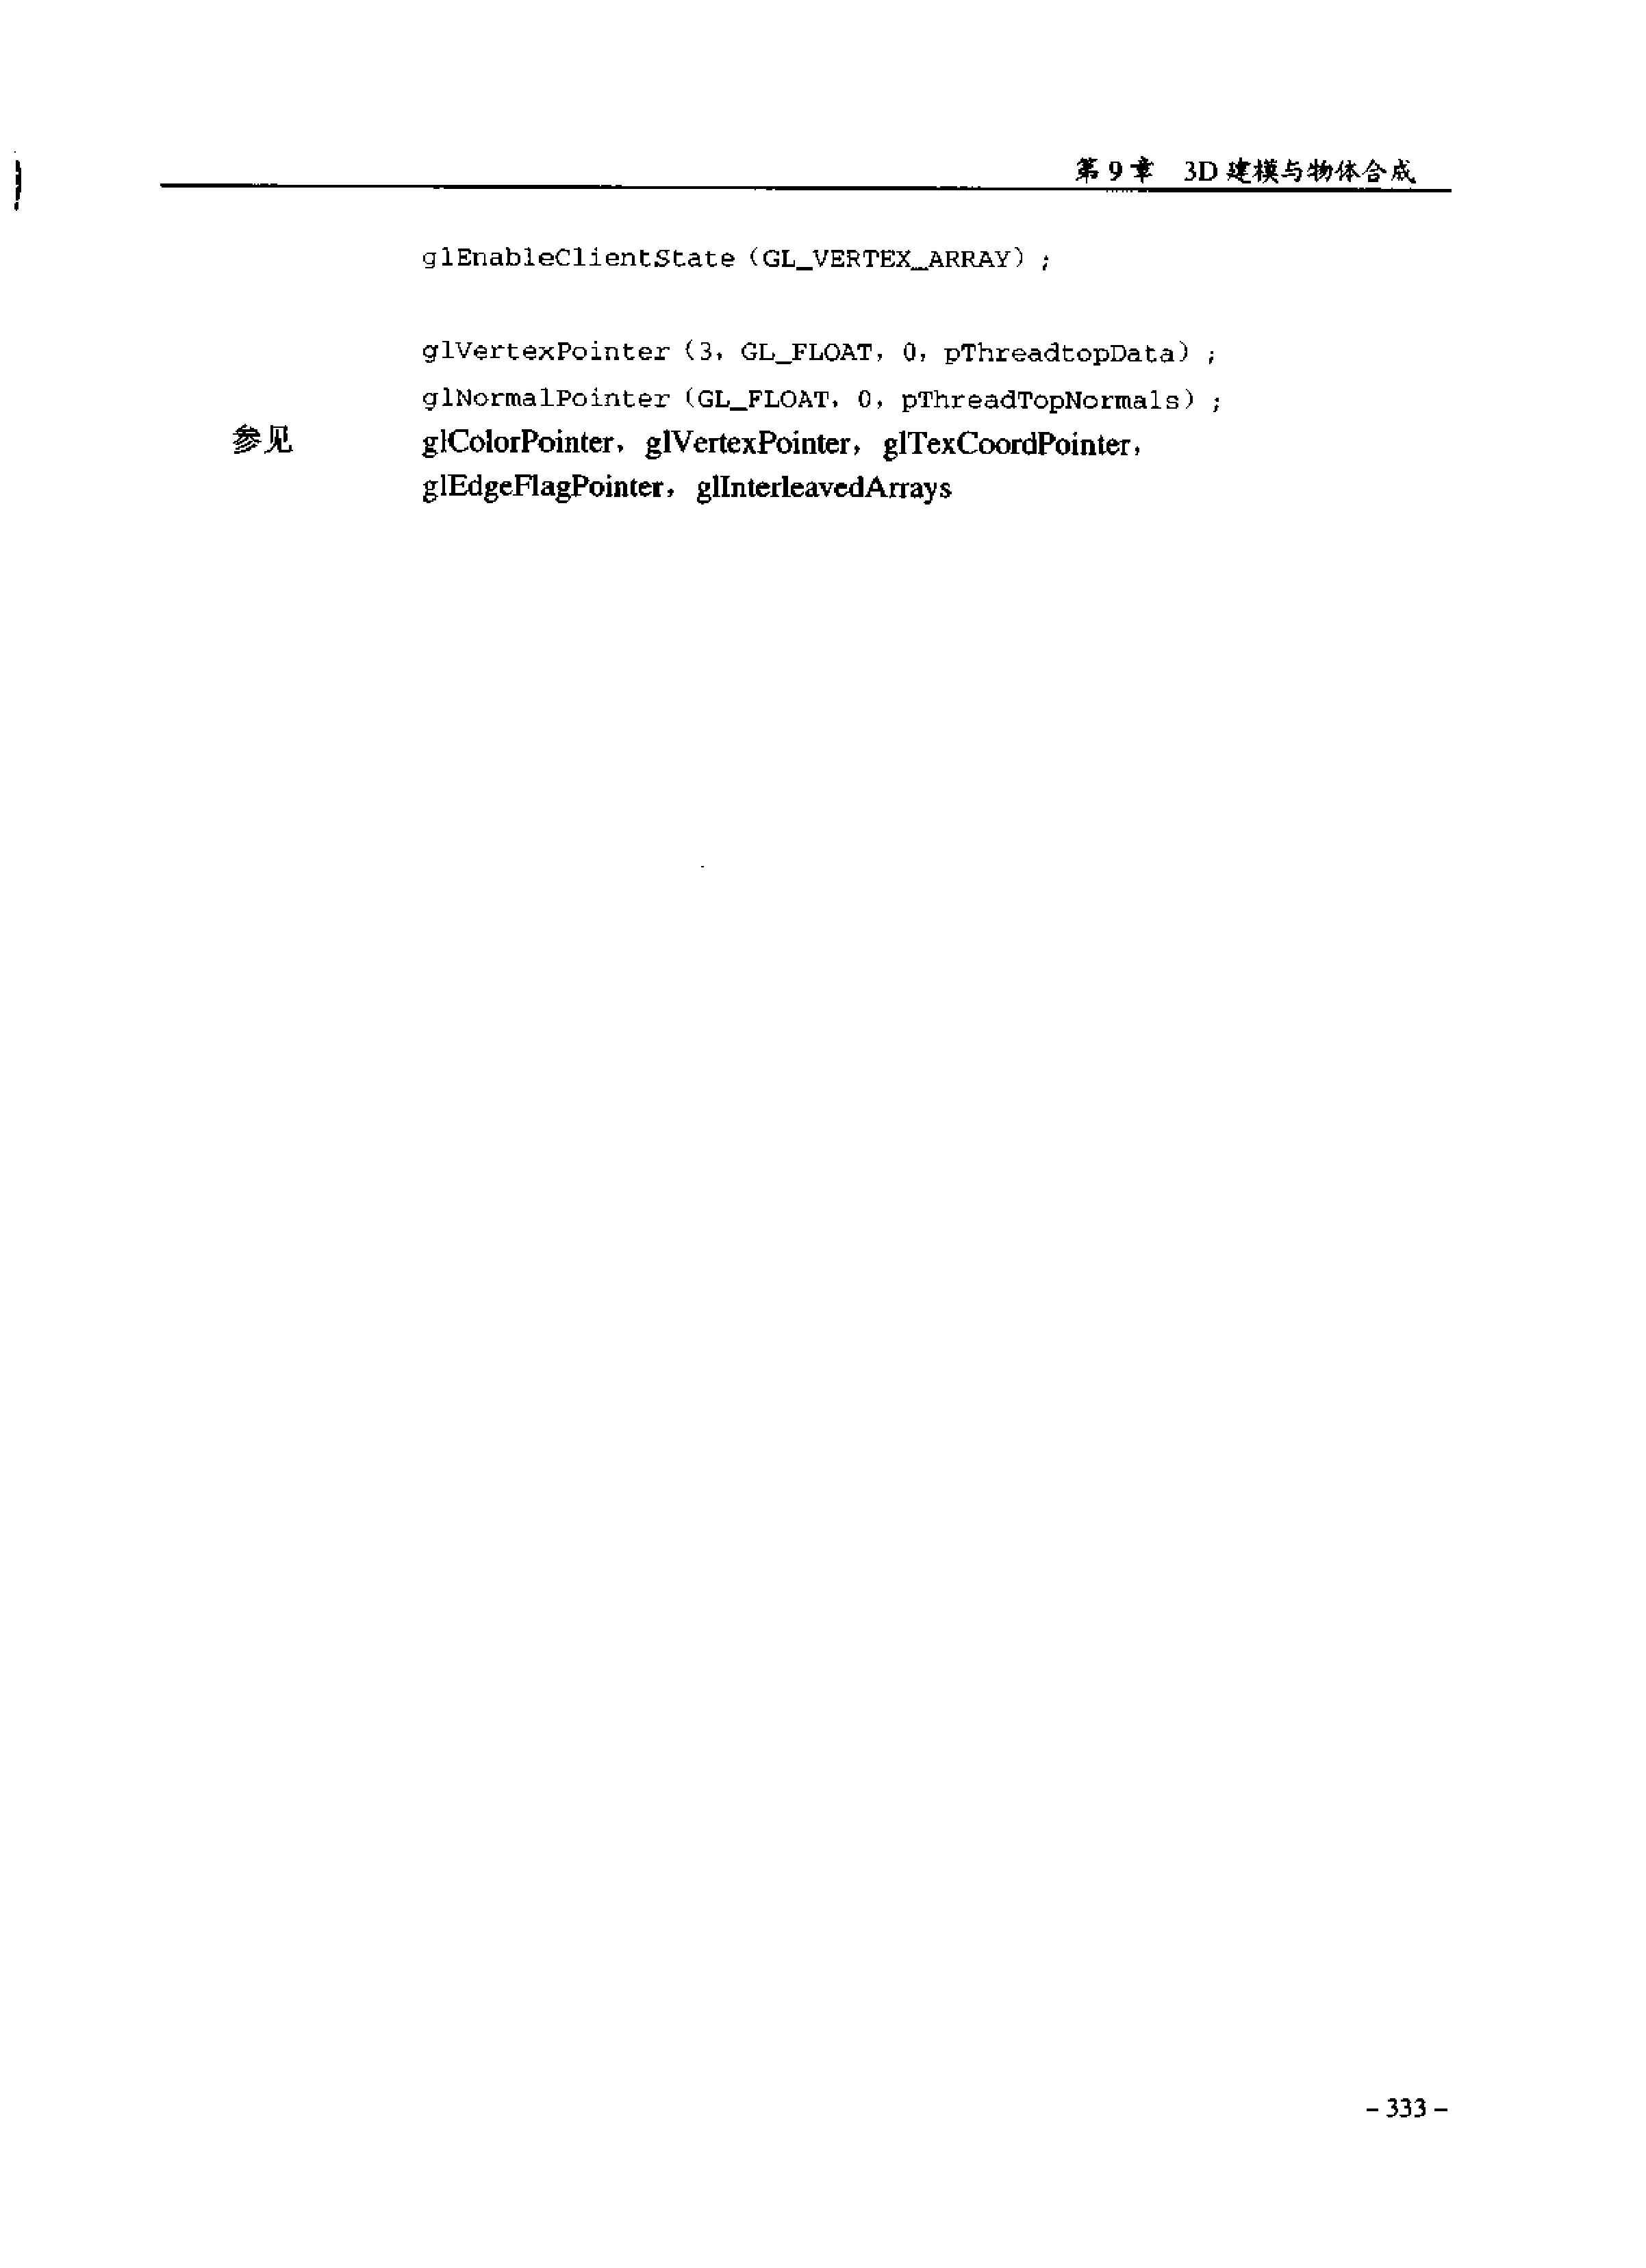 第 9 章 3D 建模与物体合成
glEnableClientState (GL_VERTEX_ARRAY) ;
glVertexPointer (3, GL_FLOAT, 0, pThreadtopData) ;
glNormalPointer (GL_FLOAT, 0, pThreadTopNormals) ;
参见 glColorPointer, glVertexPointer, glTexCoordPointer,
glEdgeFlagPointer, glInterleavedArrays
- 333 -